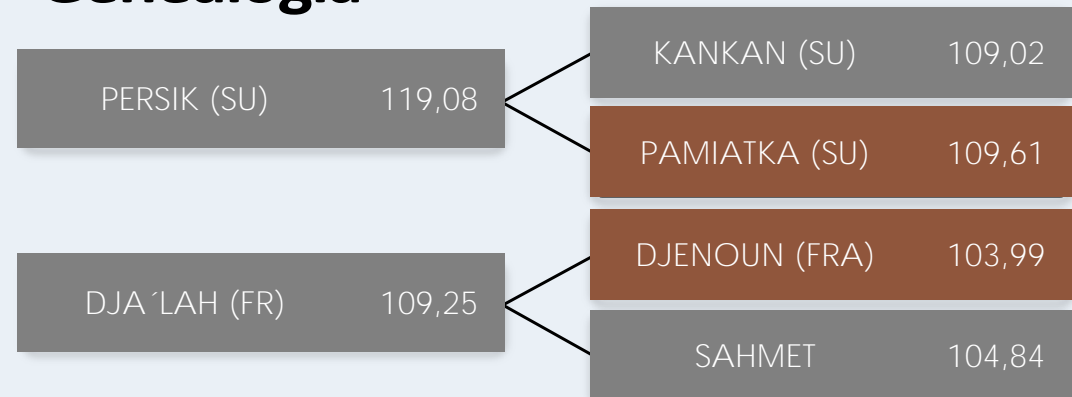 Genealogía
KANKAN (SU) 109,02
PERSIK (SU) 119,08
PAMIATKA (SU) 109,61
DJENOUN (FRA) 103,99
DJA´LAH (FR) 109,25
SAHMET 104,84